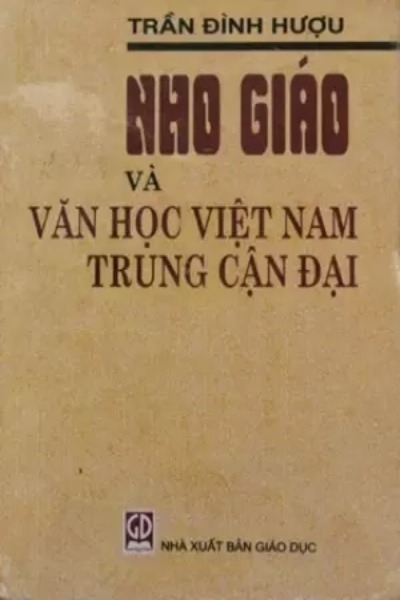 TRẦN ĐÌNH HƯỢU
NHO GIÁO
VÀ
VĂN HỌC VIỆT NAM
TRUNG CẬN ĐẠI
GD
NHÀ XUẤT BẢN GIÁO DỤC